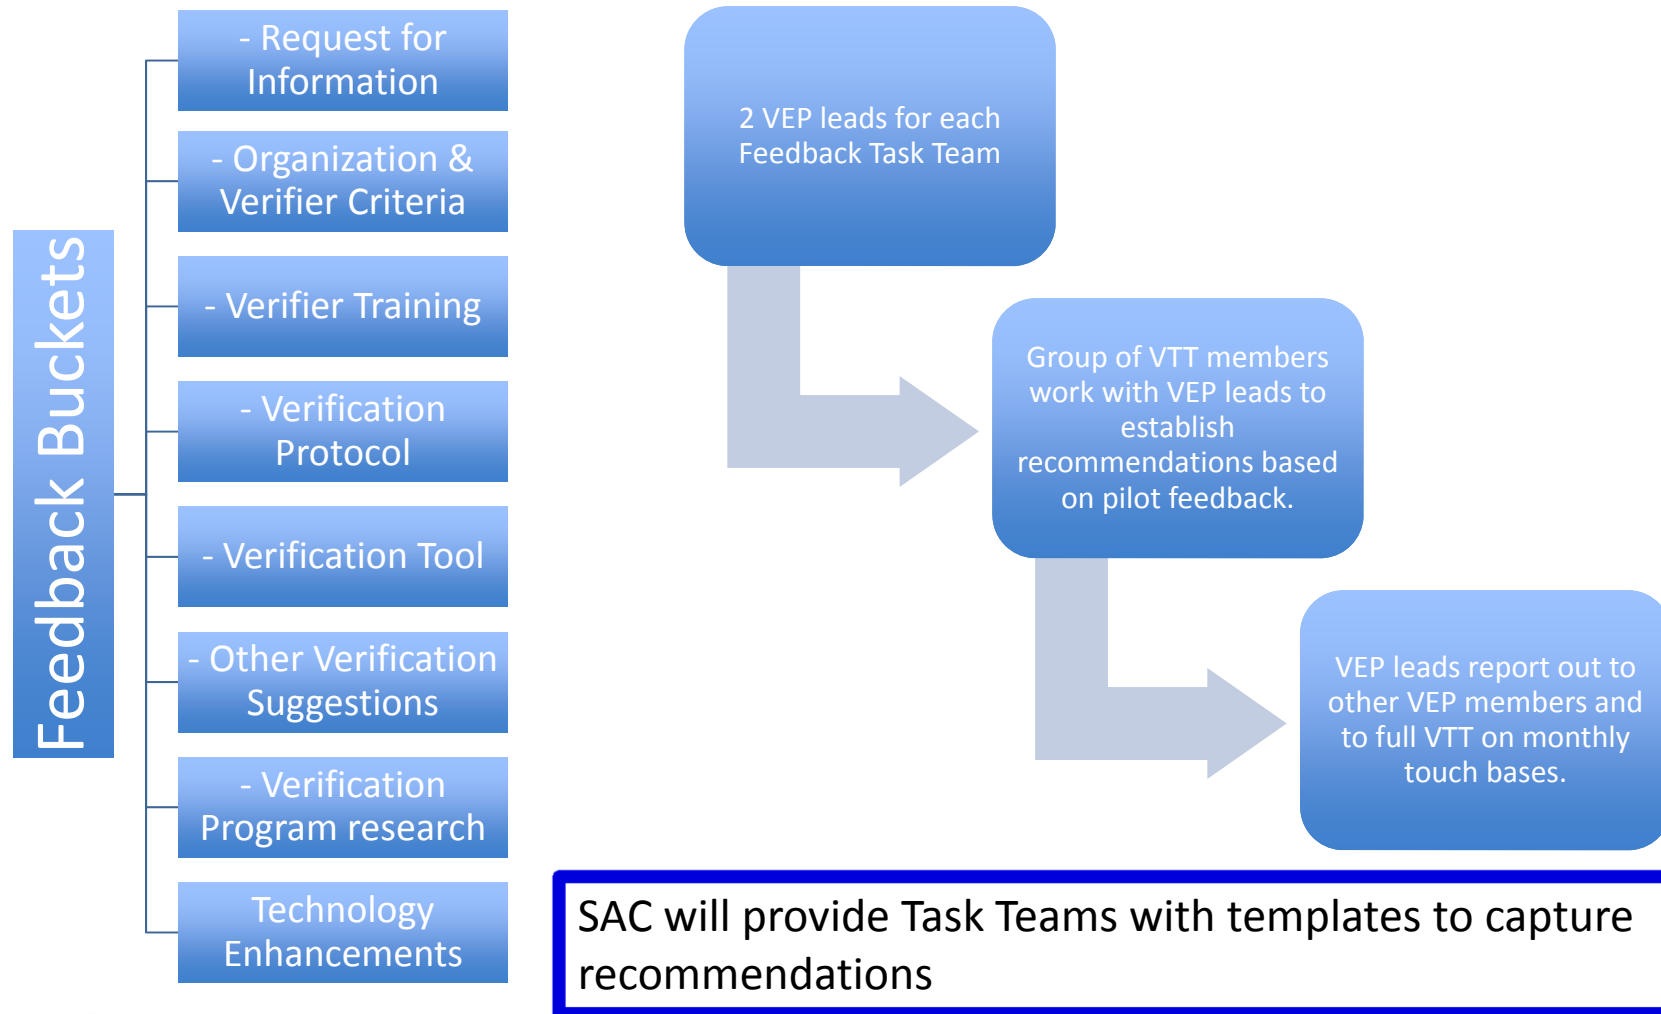 Feedback Buckets
- Request for
Information
- Organization &
Verifier Criteria
- Verifier Training
- Verification
Protocol
- Verification Tool
- Other Verification
Suggestions
- Verification
Program research
Technology
Enhancements
2 VEP leads for each
Feedback Task Team
Group of VTT members
work with VEP leads to
establish
recommendations based
on pilot feedback.
VEP leads report out to
other VEP members and
to full VTT on monthly
touch bases.
SAC will provide Task Teams with templates to capture
recommendations